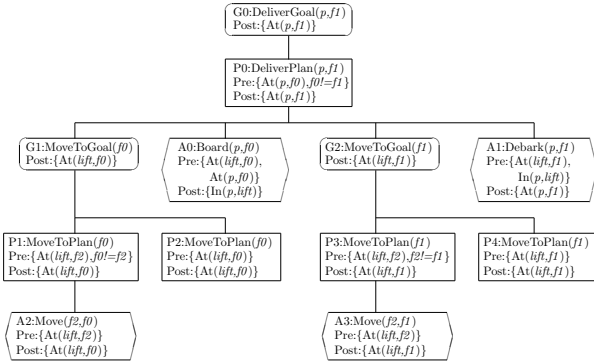 G0:DeliverGoal(p,f1)
Post:{At(p,f1)}
P0:DeliverPlan(p,f1)
Pre:{At(p,f0),f0!=f1}
Post:{At(p,f1)}
G1:MoveToGoal(f0)
Post:{At(lift,f0)}
A0:Board(p,f0)
Pre:{At(lift,f0),
At(p,f0)}
Post:{In(p,lift)}
G2:MoveToGoal(f1)
Post:{At(lift,f1)}
A1:Debark(p,f1)
Pre:{At(lift,f1),
In(p,lift)}
Post:{At(p,f1)}
P1:MoveToPlan(f0)
Pre:{At(lift,f2),f0!=f2}
Post:{At(lift,f0)}
P2:MoveToPlan(f0)
Pre:{At(lift,f0)}
Post:{At(lift,f0)}
P3:MoveToPlan(f1)
Pre:{At(lift,f2),f2!=f1}
Post:{At(lift,f1)}
P4:MoveToPlan(f1)
Pre:{At(lift,f1)}
Post:{At(lift,f1)}
A2:Move(f2,f0)
Pre:{At(lift,f2)}
Post:{At(lift,f0)}
A3:Move(f2,f1)
Pre:{At(lift,f2)}
Post:{At(lift,f1)}